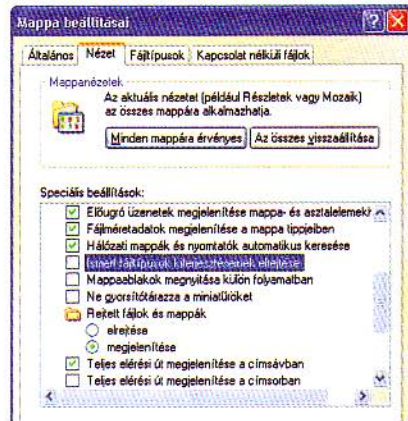 Mappa beállításai
Általános Nézet Fájltípusok Kapcsolat nélküli fájlok
Mappanézetek
Az aktuális nézetet (például Részletek vagy Mozaik)
az összes mappára alkalmazhatja.
Minden mappára érvényes Az összes visszaállítása
Speciális beállítások:
Előugró üzenetek megjelenítése mappa- és asztalelemekr
Fájlméretadatok megjelenítése a mappa tippjeiben
Hálózati mappák és nyomtatók automatikus keresése
Ismert fájltípusok kiterjesztéseinek elrejtése
Mappaablakok megnyitása külön folyamatban
Ne gyorsítótárazza a miniatűröket
Rejtett fájlok és mappák
elrejtése
megjelenítése
Teljes elérési út megjelenítése a címsávban
Teljes elérési út megjelenítése a címsorban